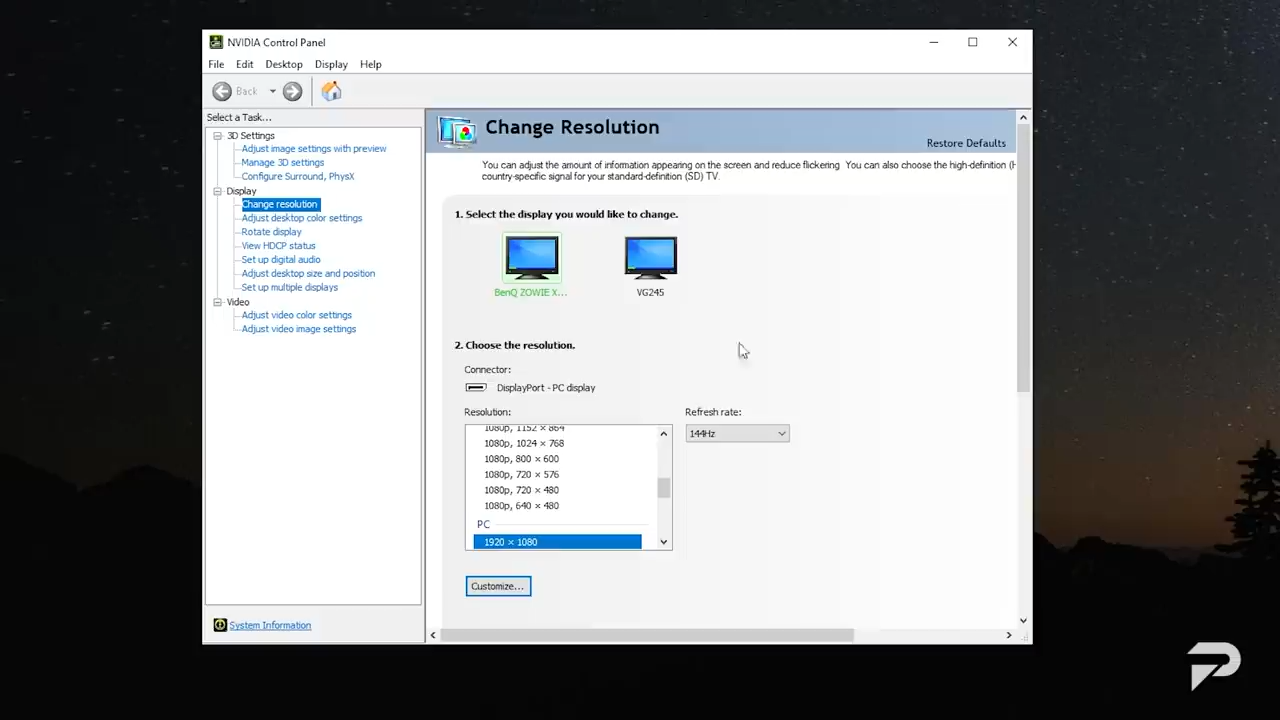 NVIDIA Control Panel
File Edit Desktop Display Help
Back
Select a Task...
3D Settings
Adjust image settings with preview
Manage 3D settings
Configure Surround, PhysX
Display
Change resolution
Adjust desktop color settings
Rotate display
View HDCP status
Set up digital audio
Adjust desktop size and position
Set up multiple displays
Video
Adjust video color settings
Adjust video image settings
System Information
Change Resolution
Restore Defaults
You can adjust the amount of information appearing on the screen and reduce flickering You can also choose the high-definition (H
country-specific signal for your standard-definition (SD) TV.
1. Select the display you would like to change.
BenQ ZOWIE X... VG245
2. Choose the resolution.
Connector:
DisplayPort - PC display
Resolution: Refresh rate:
144Hz
1080p, 1152 × 864
1080p, 1024 × 768
1080p, 800 × 600
1080p, 720 × 576
1080p, 720 × 480
1080p, 640 × 480
PC
1920 × 1080
Customize...